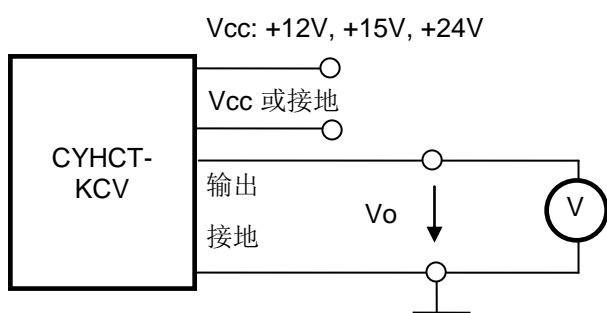 Vcc: +12V, +15V, +24V
Vcc 或接地
CYHCT-
KCV
输出
接地
Vo
V